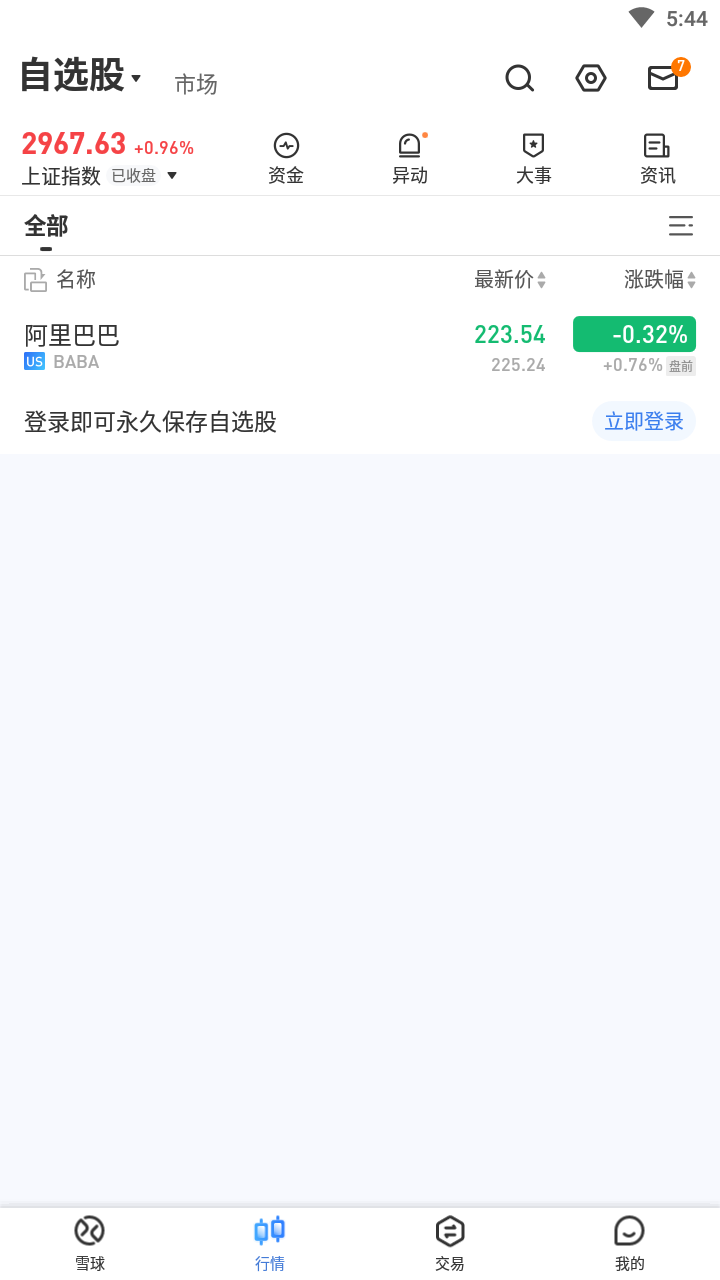 5:44
自选股 市场
7
2967.63 +0.96%
上证指数 已收盘
资金 异动 大事 资讯
全部
名称 最新价 涨跌幅
阿里巴巴 223.54 -0.32%
US BABA 225.24 +0.76% 盘前
登录即可永久保存自选股 立即登录
雪球 行情 交易 我的